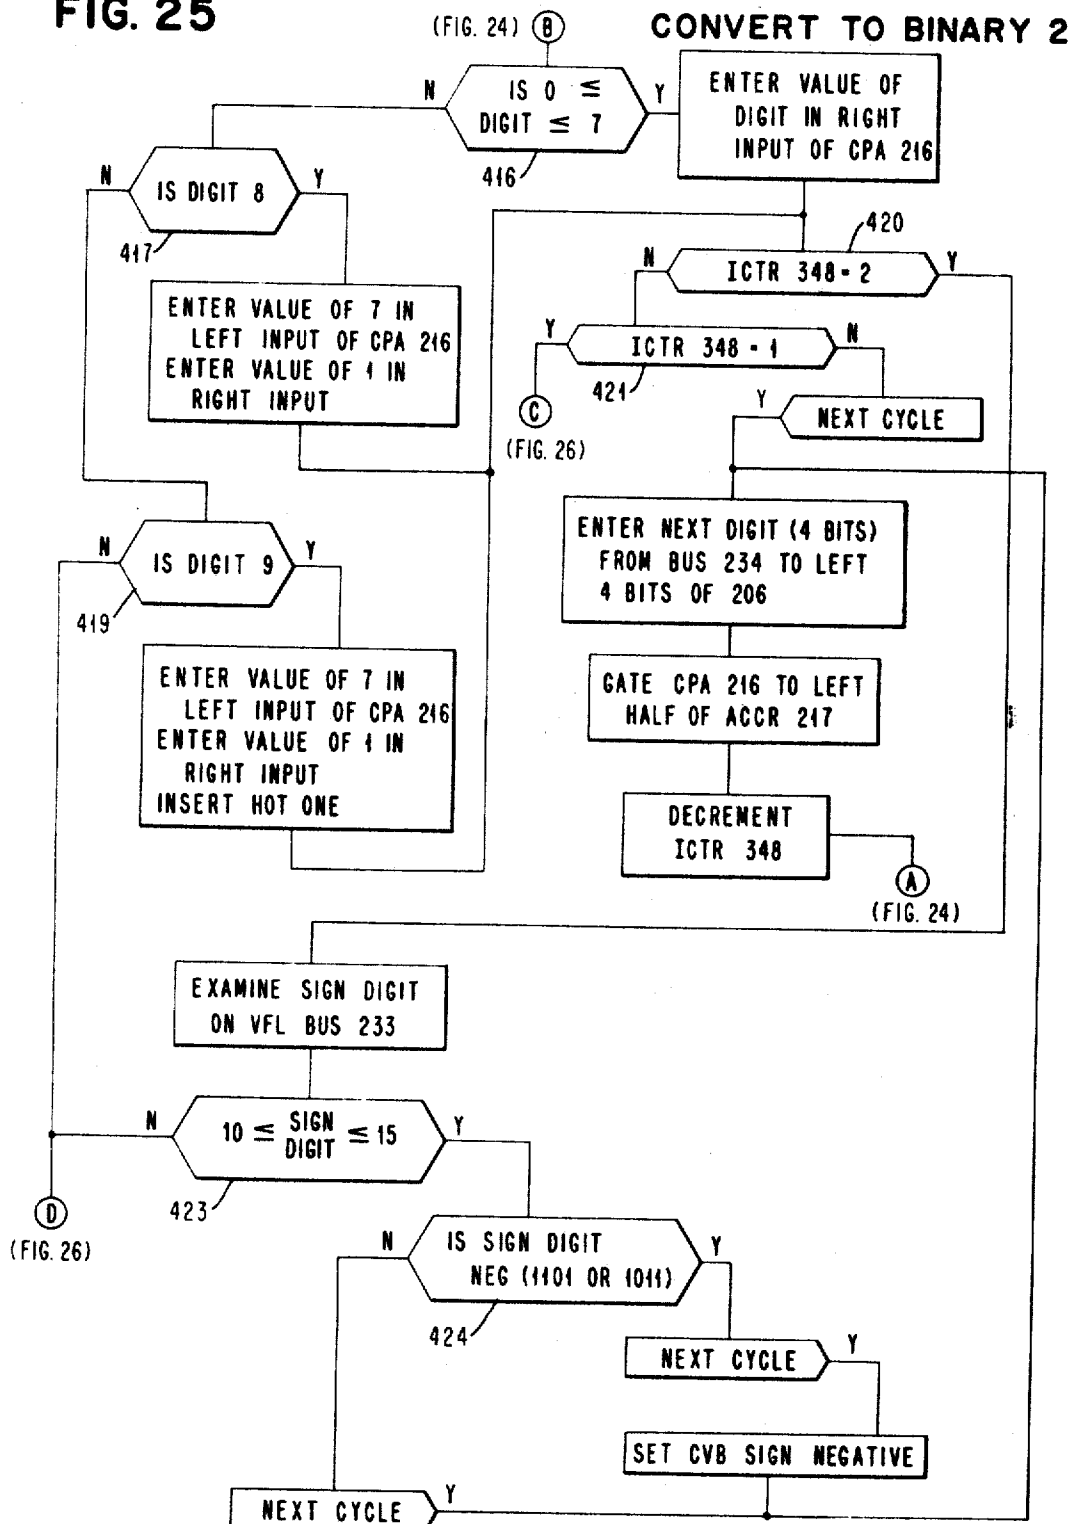 FIG. 25
(FIG. 24) B
CONVERT TO BINARY 2
N
IS 0 ≤
DIGIT ≤ 7
Y
416
ENTER VALUE OF
DIGIT IN RIGHT
INPUT OF CPA 216
N
IS DIGIT 8
Y
417
420
N
ICTR 348 = 2
Y
ENTER VALUE OF 7 IN
LEFT INPUT OF CPA 216
ENTER VALUE OF 1 IN
RIGHT INPUT
Y
ICTR 348 = 1
N
421
C
(FIG. 26)
Y
NEXT CYCLE
ENTER NEXT DIGIT (4 BITS)
FROM BUS 234 TO LEFT
4 BITS OF 206
N
IS DIGIT 9
Y
419
ENTER VALUE OF 7 IN
LEFT INPUT OF CPA 216
ENTER VALUE OF 1 IN
RIGHT INPUT
INSERT HOT ONE
GATE CPA 216 TO LEFT
HALF OF ACCR 217
DECREMENT
ICTR 348
A
(FIG. 24)
EXAMINE SIGN DIGIT
ON VFL BUS 233
N
10 ≤ SIGN DIGIT ≤ 15
Y
423
D
(FIG. 26)
N
IS SIGN DIGIT
NEG (1101 OR 1011)
Y
424
NEXT CYCLE
Y
SET CVB SIGN NEGATIVE
NEXT CYCLE
Y